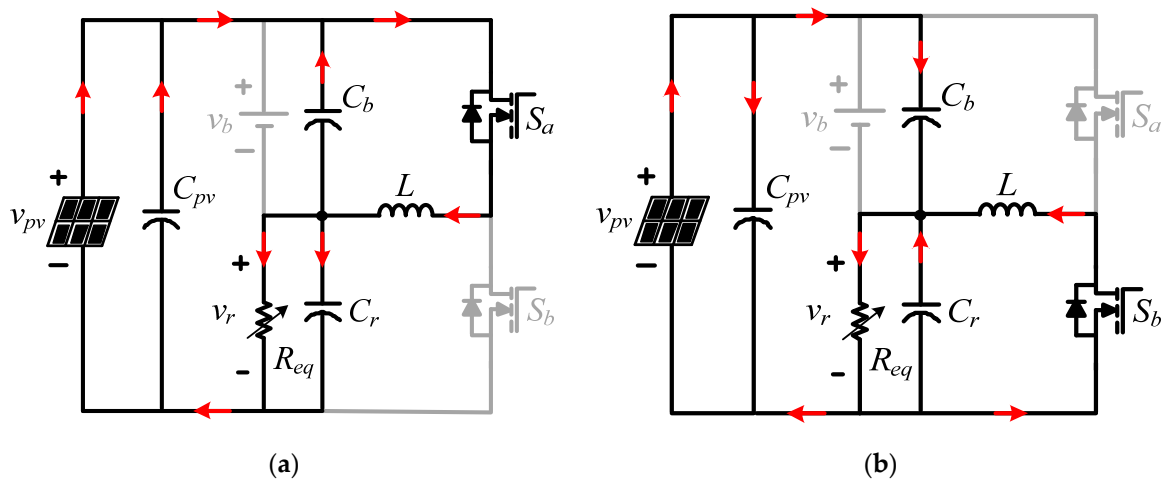 +
v_b
−
C_b
S_a
+
v_pv
−
C_pv
L
+
v_r
−
R_eq
C_r
S_b
(a)
+
v_b
−
C_b
S_a
+
v_pv
−
C_pv
L
+
v_r
−
R_eq
C_r
S_b
(b)